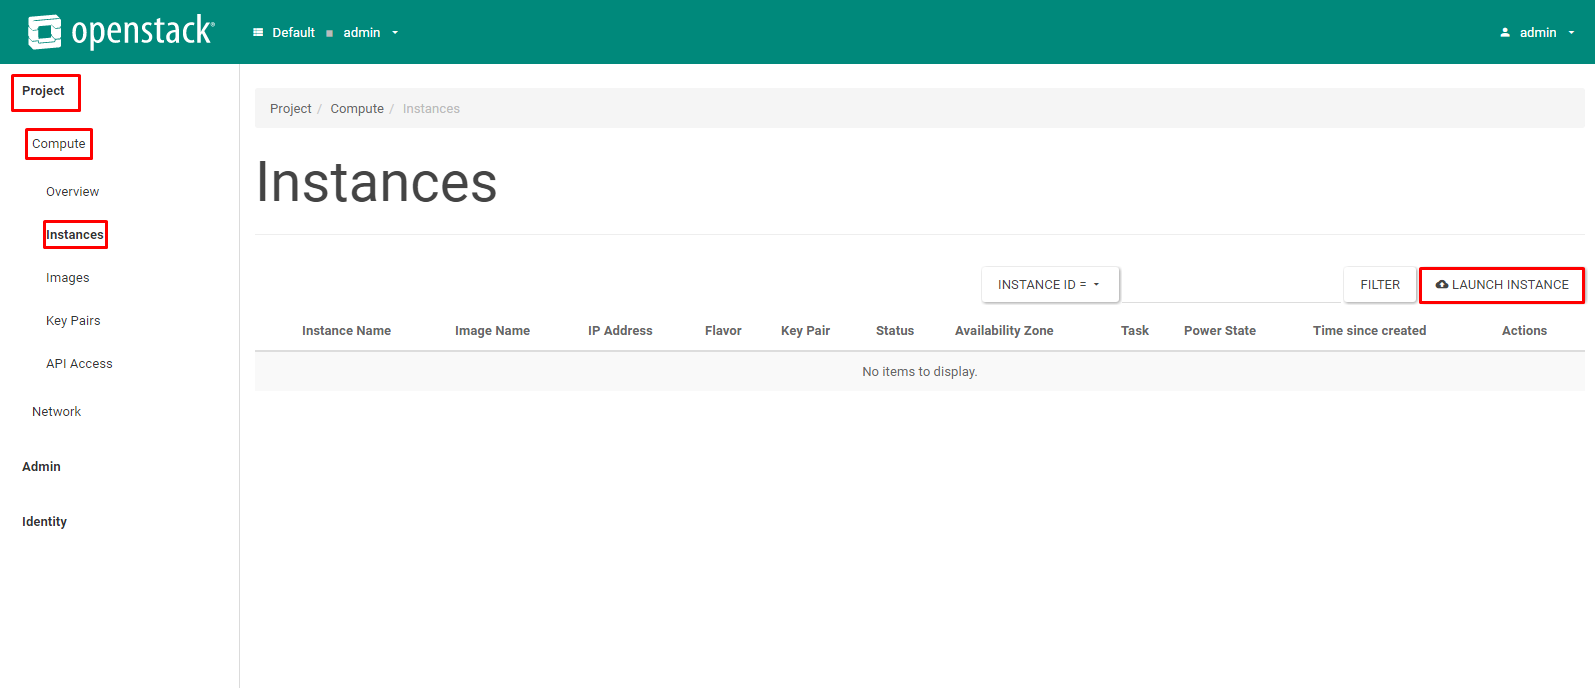 openstack®
Default admin
admin
Project
Compute
Overview
Instances
Images
Key Pairs
API Access
Network
Admin
Identity
Project / Compute / Instances
Instances
INSTANCE ID =
FILTER
LAUNCH INSTANCE
Instance Name Image Name IP Address Flavor Key Pair Status Availability Zone Task Power State Time since created Actions
No items to display.